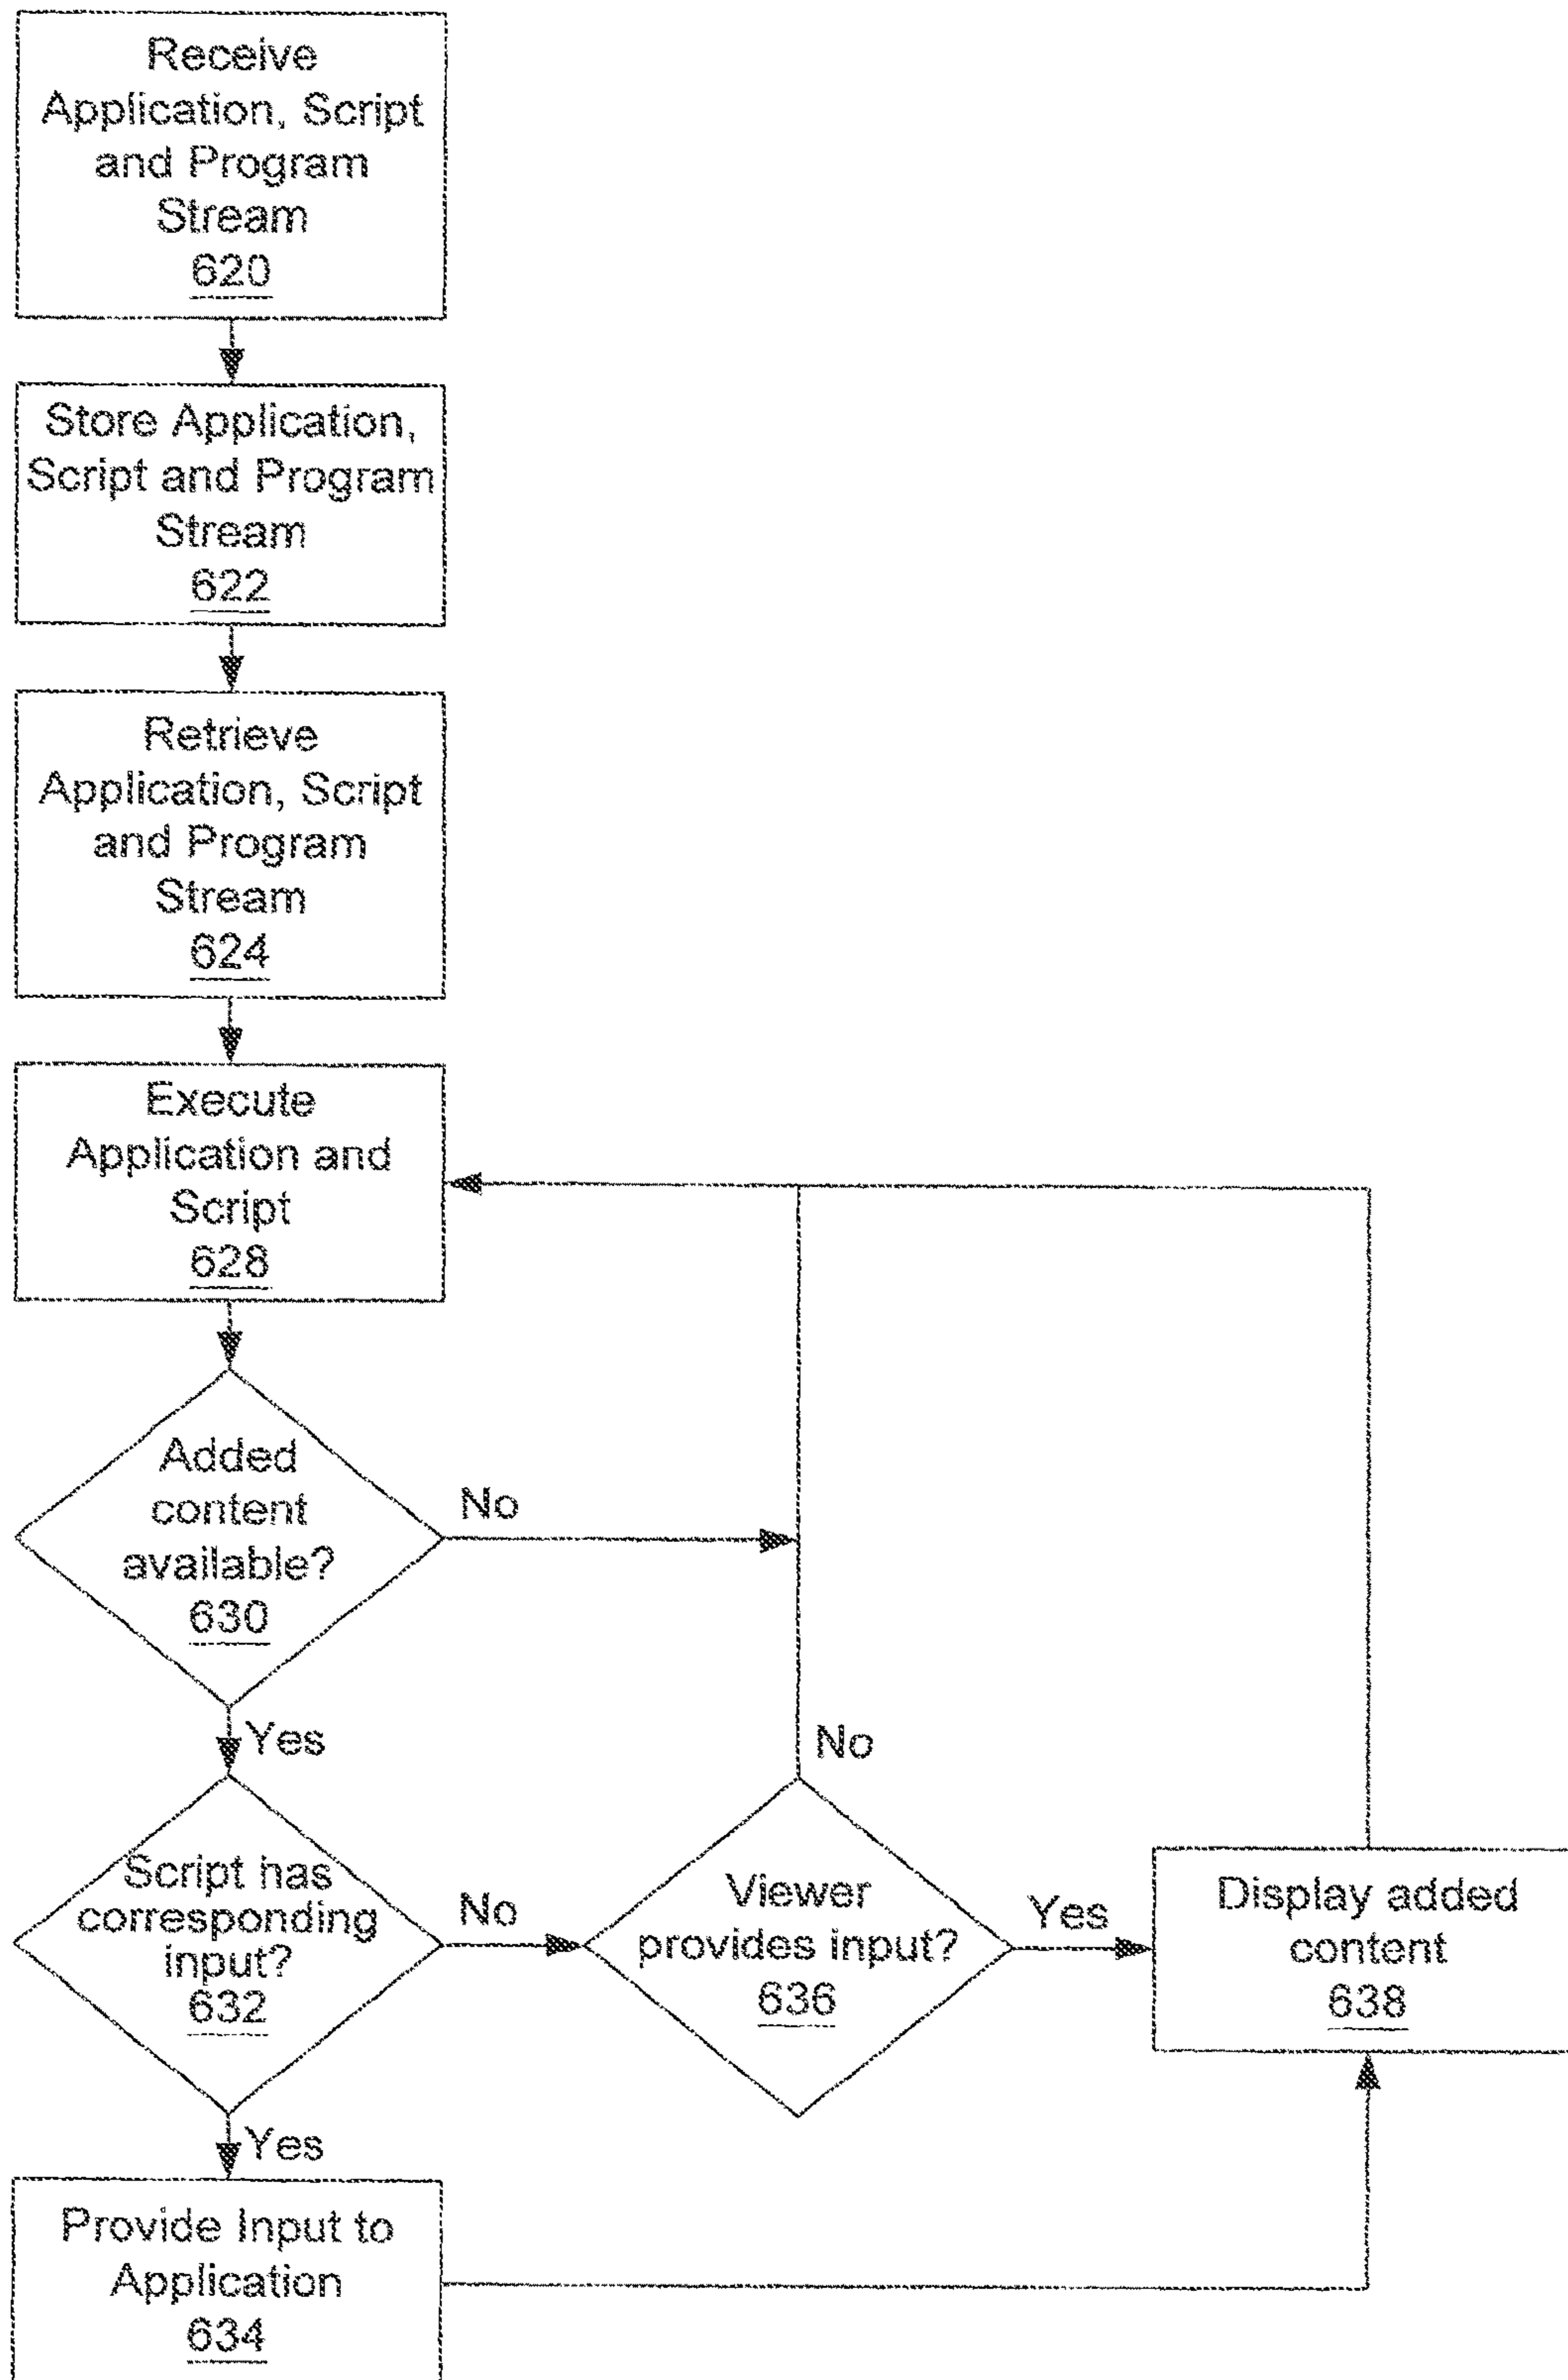 Receive
Application, Script
and Program
Stream
620
Store Application,
Script and Program
Stream
622
Retrieve
Application, Script
and Program
Stream
624
Execute
Application and
Script
628
Added
content
available?
630
No
Yes
Script has
corresponding
input?
632
No
Yes
Viewer
provides input?
636
No
Yes
Display added
content
638
Provide Input to
Application
634